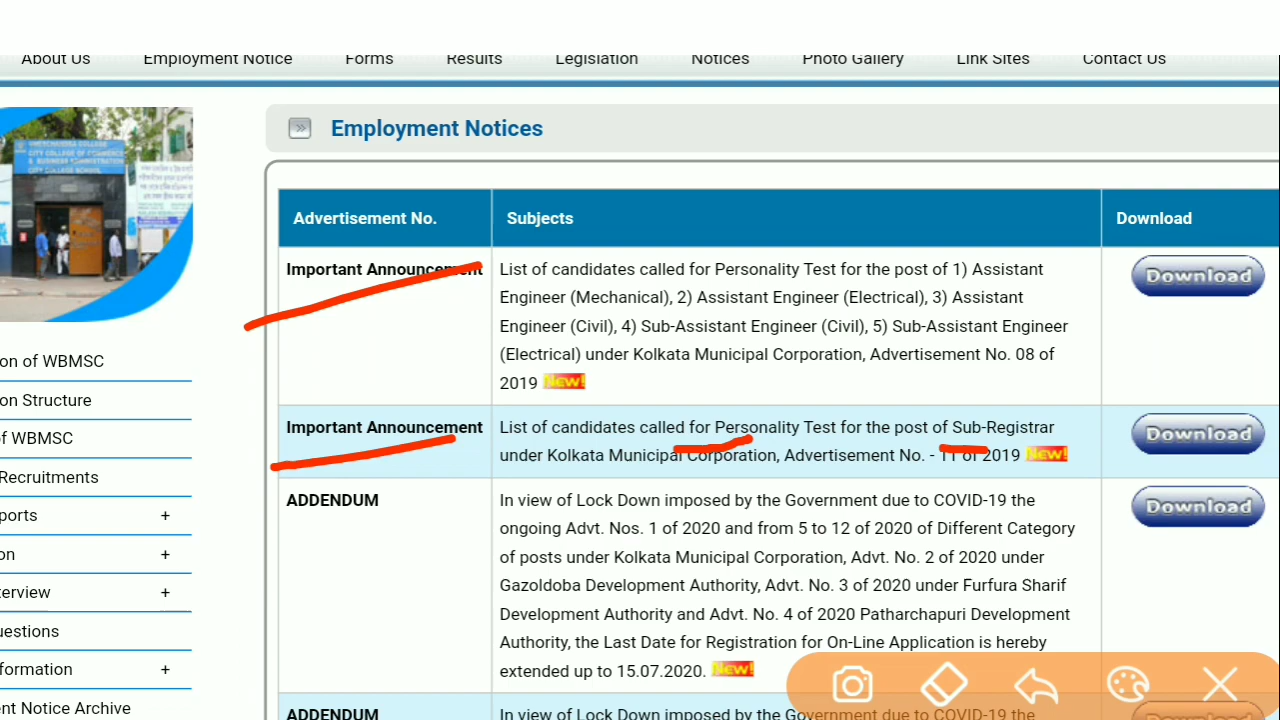 About Us Employment Notice Forms Results Legislation Notices Photo Gallery Link Sites Contact Us
Employment Notices
Advertisement No. Subjects Download
Important Announcement List of candidates called for Personality Test for the post of 1) Assistant Download
Engineer (Mechanical), 2) Assistant Engineer (Electrical), 3) Assistant
Engineer (Civil), 4) Sub-Assistant Engineer (Civil), 5) Sub-Assistant Engineer
(Electrical) under Kolkata Municipal Corporation, Advertisement No. 08 of
2019 New!
Important Announcement List of candidates called for Personality Test for the post of Sub-Registrar Download
under Kolkata Municipal Corporation, Advertisement No. - 11 of 2019 New!
ADDENDUM In view of Lock Down imposed by the Government due to COVID-19 the Download
ongoing Advt. Nos. 1 of 2020 and from 5 to 12 of 2020 of Different Category
of posts under Kolkata Municipal Corporation, Advt. No. 2 of 2020 under
Gazoldoba Development Authority, Advt. No. 3 of 2020 under Furfura Sharif
Development Authority and Advt. No. 4 of 2020 Patharchapuri Development
Authority, the Last Date for Registration for On-Line Application is hereby
extended up to 15.07.2020. New!
ADDENDUM In view of Lock Down imposed by the Government due to COVID-19 the
CITY COLLEGE OF COMMERCE
& BUSINESS ADMINISTRATION
CITY COLLEGE SCHOOL
on of WBMSC
on Structure
of WBMSC
Recruitments
ports +
on +
terview +
uestions
formation +
nt Notice Archive